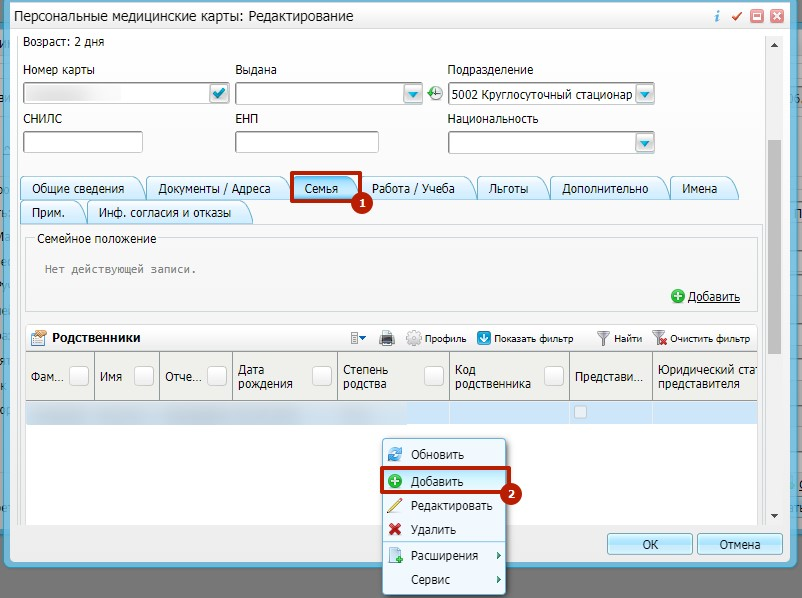 Персональные медицинские карты: Редактирование
Возраст: 2 дня
Номер карты Выдана Подразделение
5002 Круглосуточный стационар
СНИЛС ЕНП Национальность
Общие сведения Документы / Адреса Семья Работа / Учеба Льготы Дополнительно Имена
1
Прим. Инф. согласия и отказы
Семейное положение
Нет действующей записи.
Добавить
Родственники Профиль Показать фильтр Найти Очистить фильтр
Фам... Имя Отче... Дата рождения Степень родства Код родственника Представи... Юридический ста представителя
Обновить
Добавить
2
Редактировать
Удалить
Расширения
Сервис
ОК Отмена